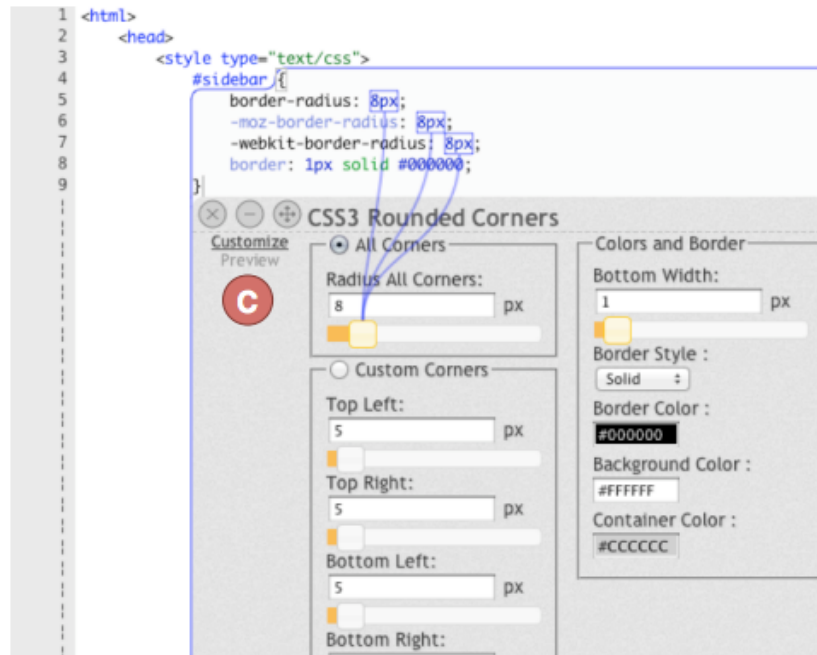 1 <html>
2 <head>
3 <style type="text/css">
4 #sidebar {
5 border-radius: 8px;
6 -moz-border-radius: 8px;
7 -webkit-border-radius: 8px;
8 border: 1px solid #000000;
9 }
CSS3 Rounded Corners
Customize
Preview
C
All Corners
Radius All Corners:
8 px
Custom Corners
Top Left:
5 px
Top Right:
5 px
Bottom Left:
5 px
Bottom Right:
Colors and Border
Bottom Width:
1 px
Border Style :
Solid
Border Color :
#000000
Background Color :
#FFFFFF
Container Color :
#CCCCCC